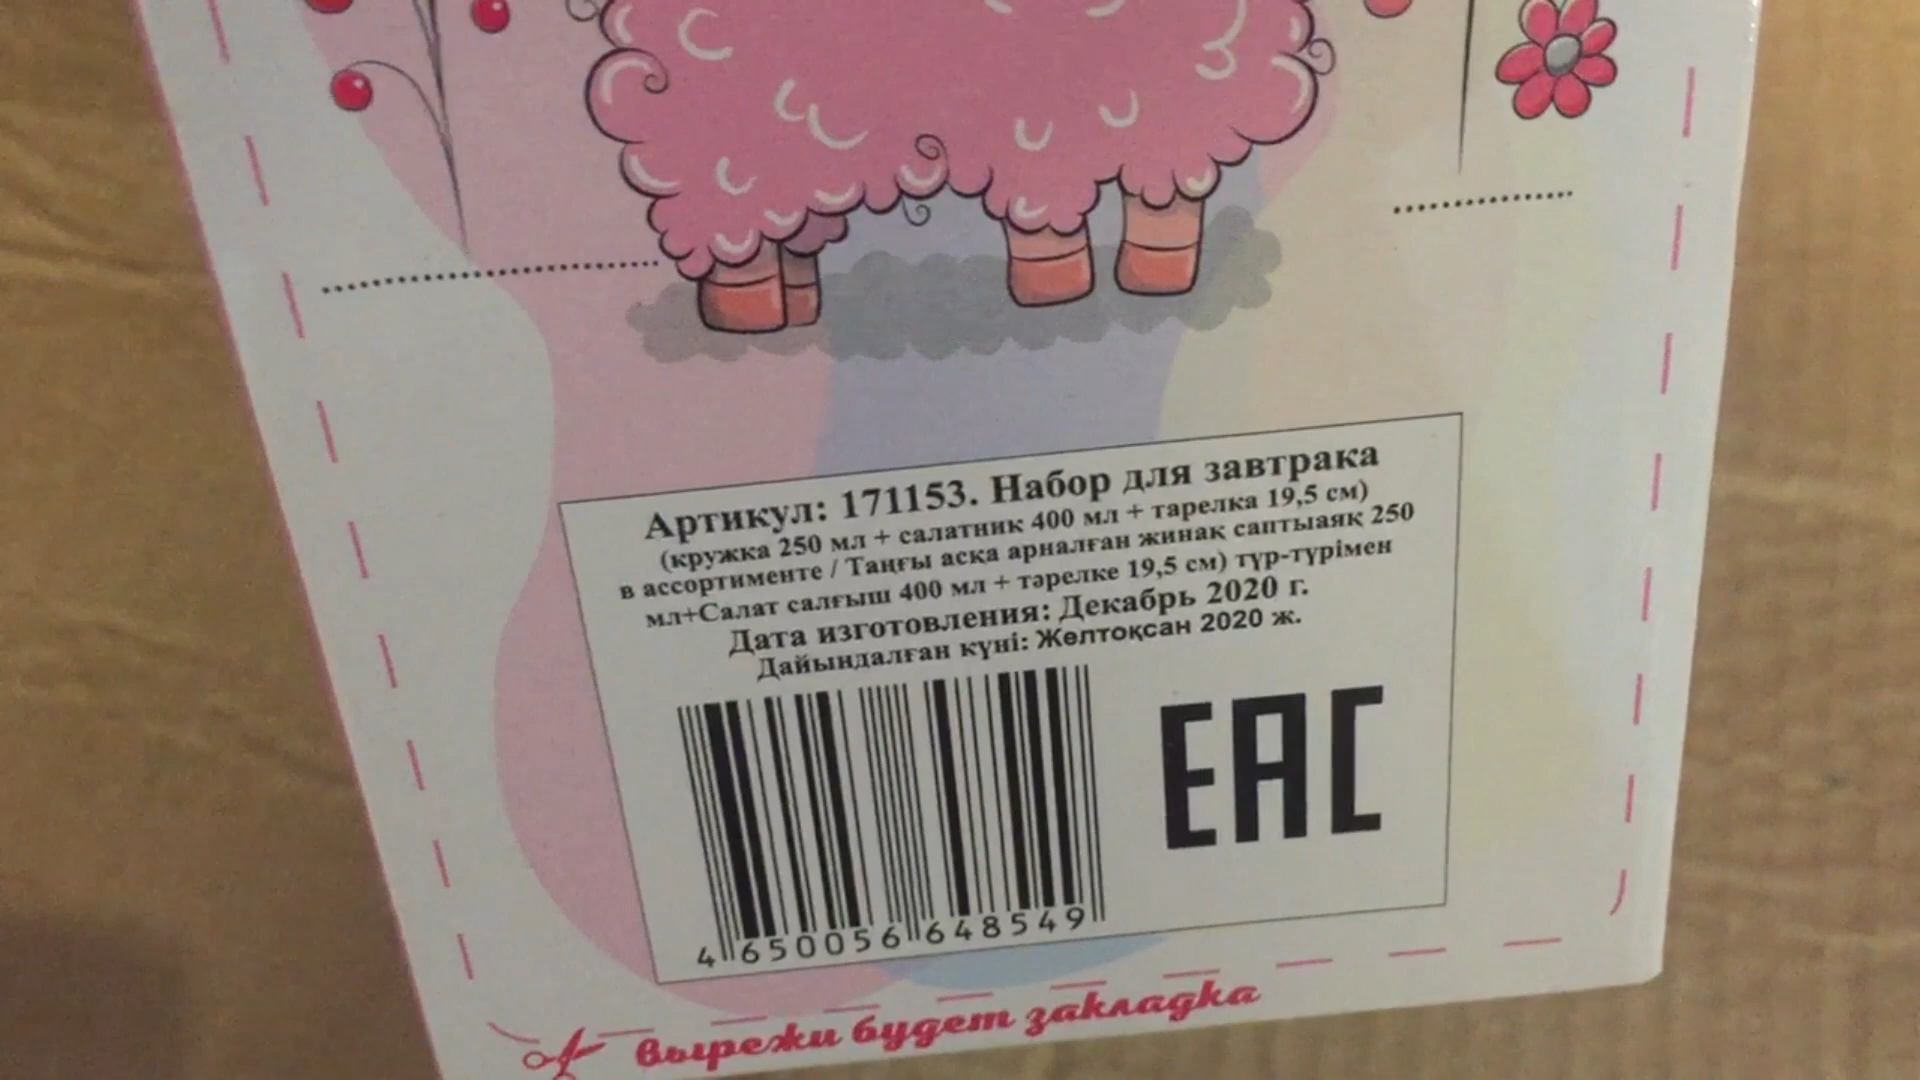 Артикул: 171153. Набор для завтрака
(кружка 250 мл + салатник 400 мл + тарелка 19,5 см)
в ассортименте / Таңғы асқа арналған жинақ саптыаяқ 250
мл+Салат салғыш 400 мл + тәрелке 19,5 см) түр-түрімен
Дата изготовления: Декабрь 2020 г.
Дайындалған күні: Желтоқсан 2020 ж.
EAC
4 650056 648549
вырежи будет закладка